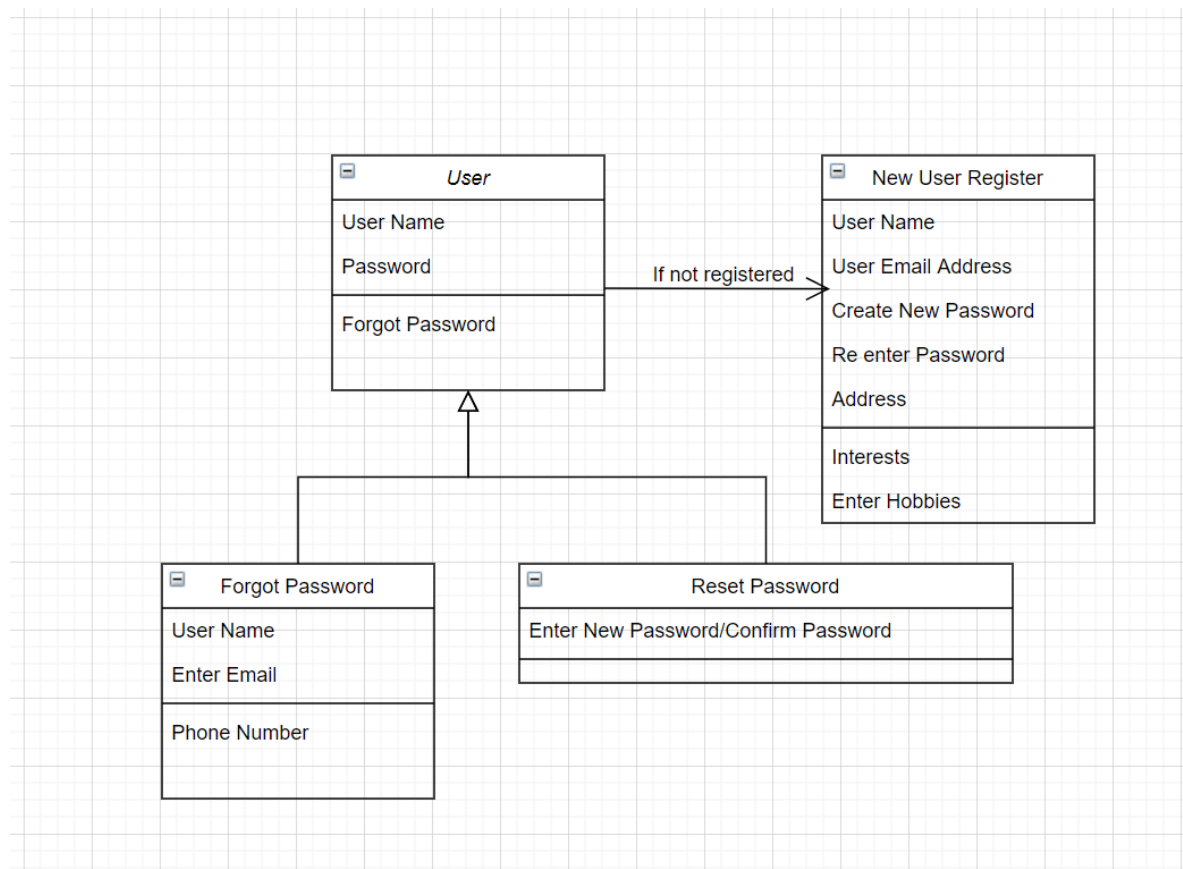 User
User Name
Password
Forgot Password
If not registered
New User Register
User Name
User Email Address
Create New Password
Re enter Password
Address
Interests
Enter Hobbies
Forgot Password
User Name
Enter Email
Phone Number
Reset Password
Enter New Password/Confirm Password